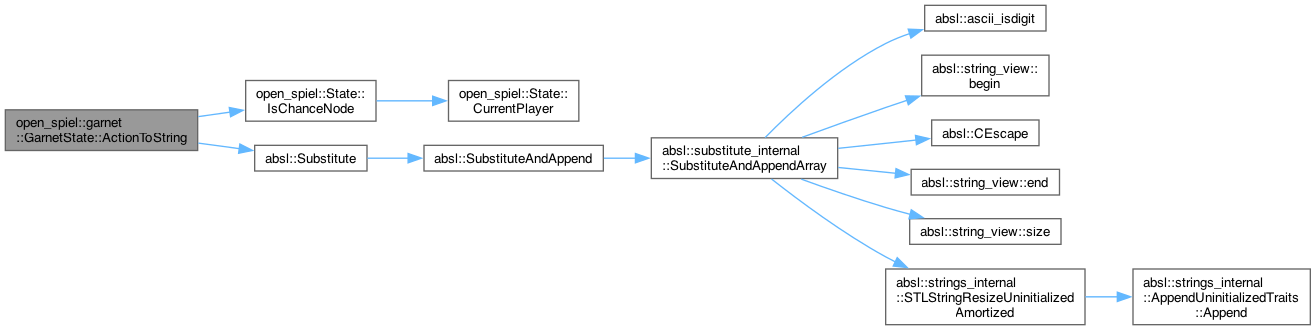 open_spiel::garnet
::GarnetState::ActionToString
open_spiel::State::
IsChanceNode
open_spiel::State::
CurrentPlayer
absl::Substitute
absl::SubstituteAndAppend
absl::substitute_internal
::SubstituteAndAppendArray
absl::ascii_isdigit
absl::string_view::
begin
absl::CEscape
absl::string_view::end
absl::string_view::size
absl::strings_internal
::STLStringResizeUninitialized
Amortized
absl::strings_internal
::AppendUninitializedTraits
::Append